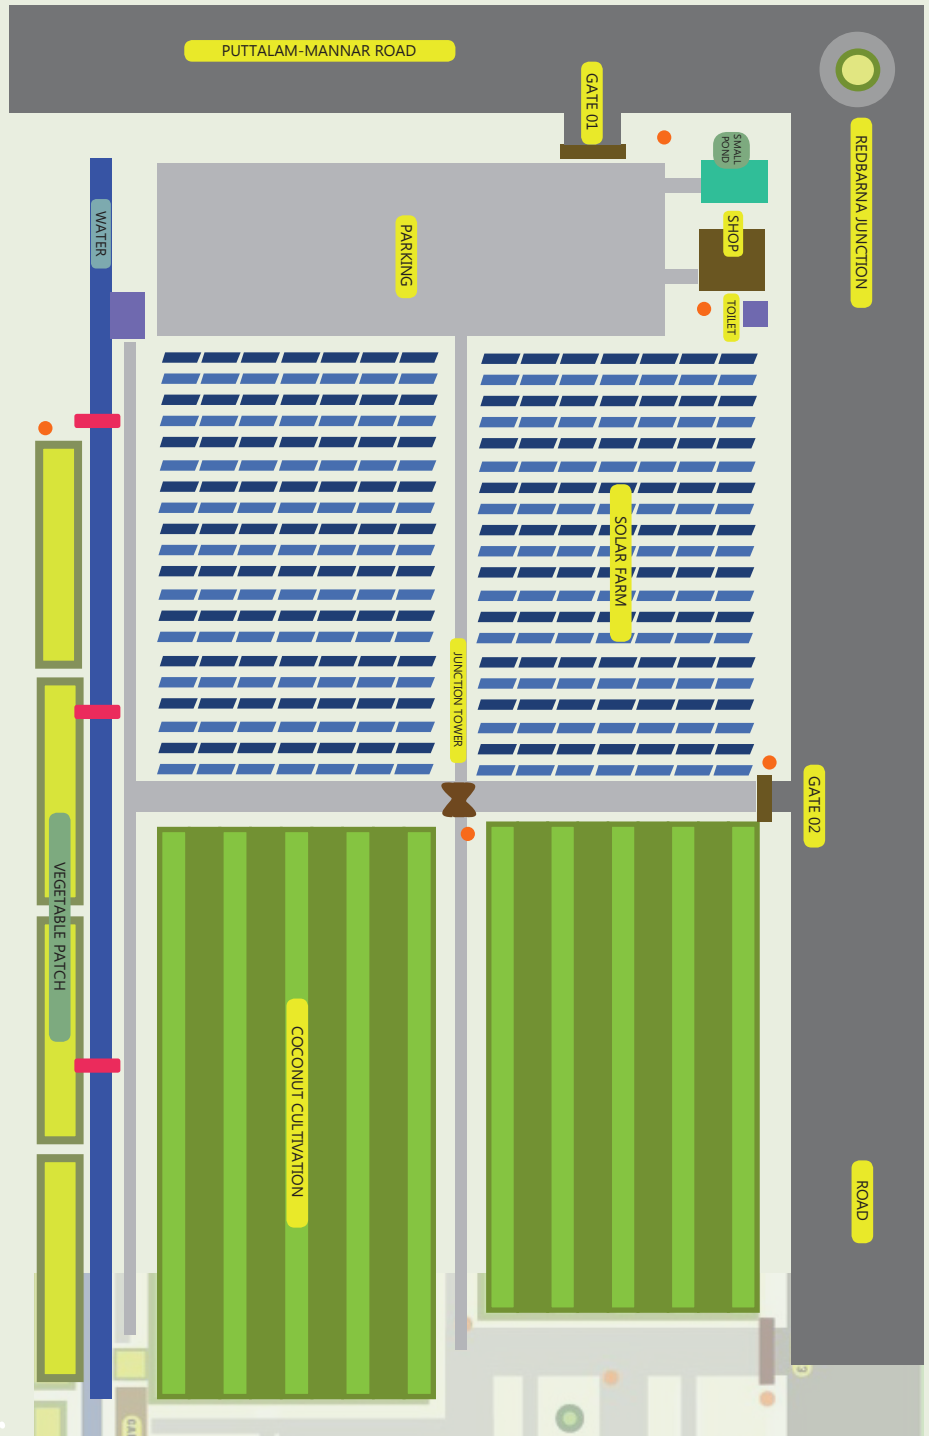 PUTTALAM-MANNAR ROAD
GATE 01
SMALL
POND
REDBARNA JUNCTION
WATER
PARKING
SHOP
TOILET
SOLAR FARM
JUNCTION TOWER
GATE 02
VEGETABLE PATCH
COCONUT CULTIVATION
ROAD